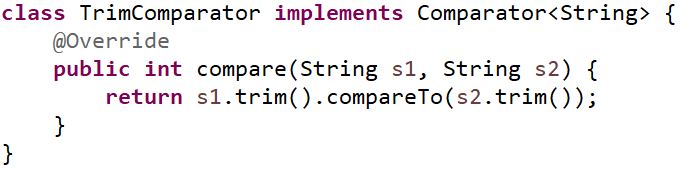 class TrimComparator implements Comparator<String> {
    @Override
    public int compare(String s1, String s2) {
        return s1.trim().compareTo(s2.trim());
    }
}